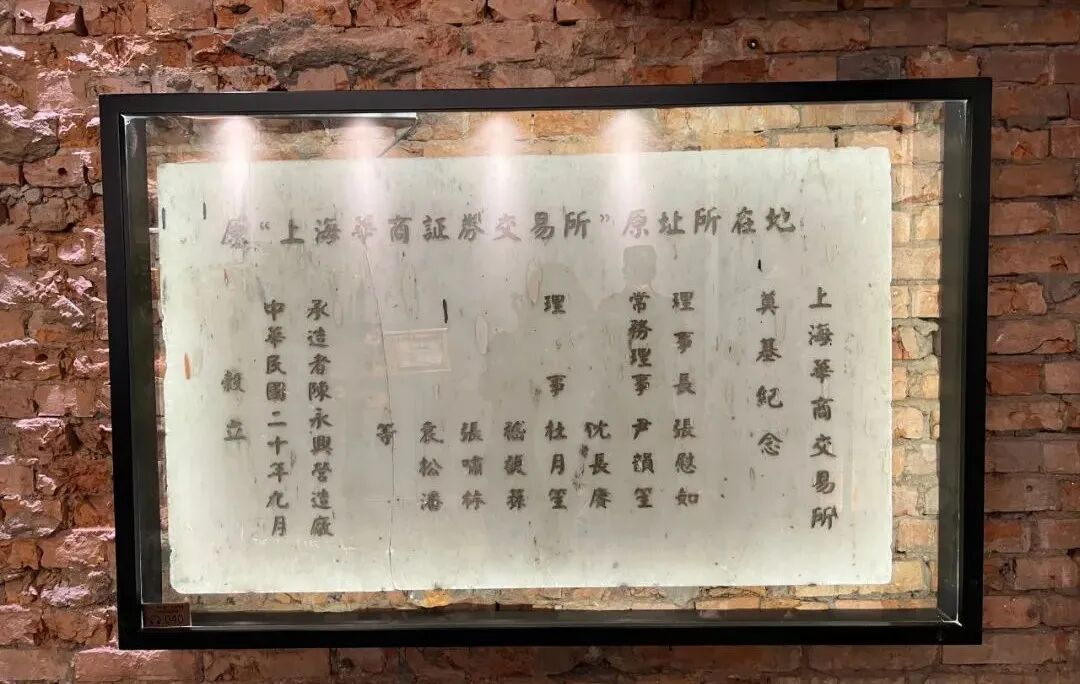 原“上海華商証券交易所”原址所在地
上海華商交易所
奠基紀念
理事長 張慰如
常務理事 尹韻笙
沈長賡
理事 杜月笙
張嘯林
袁松藩
等
承造者陳永興營造廠
中華民國二十年九月
立